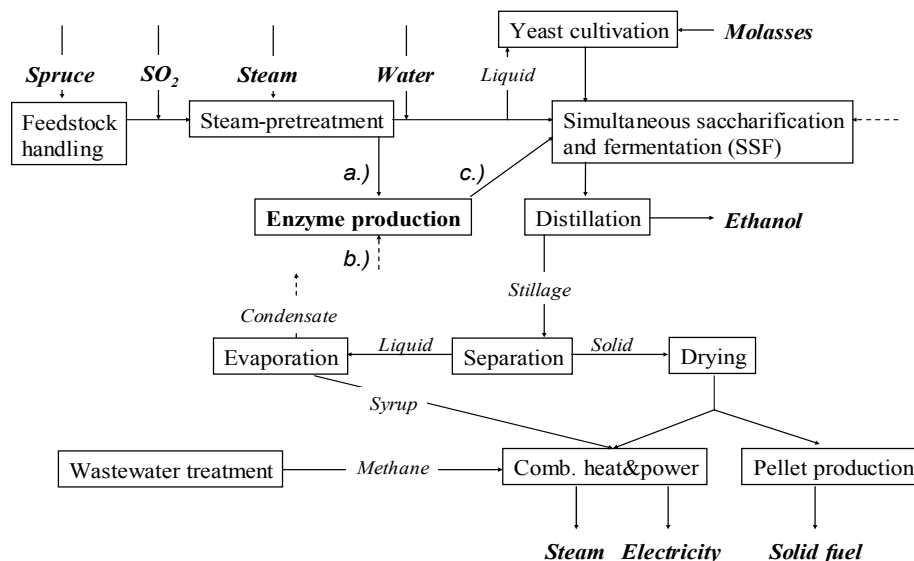 Yeast cultivation
Molasses
Spruce
SO2
Steam
Water
Liquid
Feedstock
handling
Steam-pretreatment
Simultaneous saccharification
and fermentation (SSF)
a.)
c.)
Enzyme production
Distillation
Ethanol
b.)
Stillage
Condensate
Evaporation
Liquid
Separation
Solid
Drying
Syrup
Wastewater treatment
Methane
Comb. heat&power
Pellet production
Steam
Electricity
Solid fuel